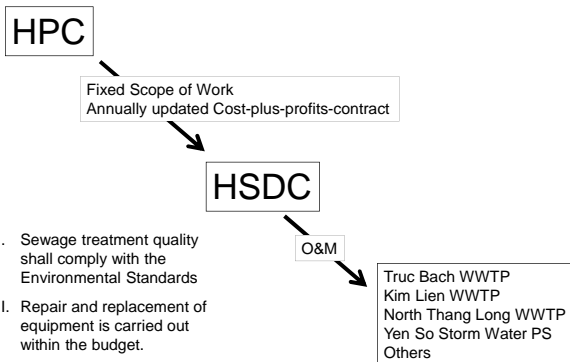 HPC
Fixed Scope of Work
Annually updated Cost-plus-profits-contract
HSDC
O&M
. Sewage treatment quality
shall comply with the
Environmental Standards
I. Repair and replacement of
equipment is carried out
within the budget.
Truc Bach WWTP
Kim Lien WWTP
North Thang Long WWTP
Yen So Storm Water PS
Others